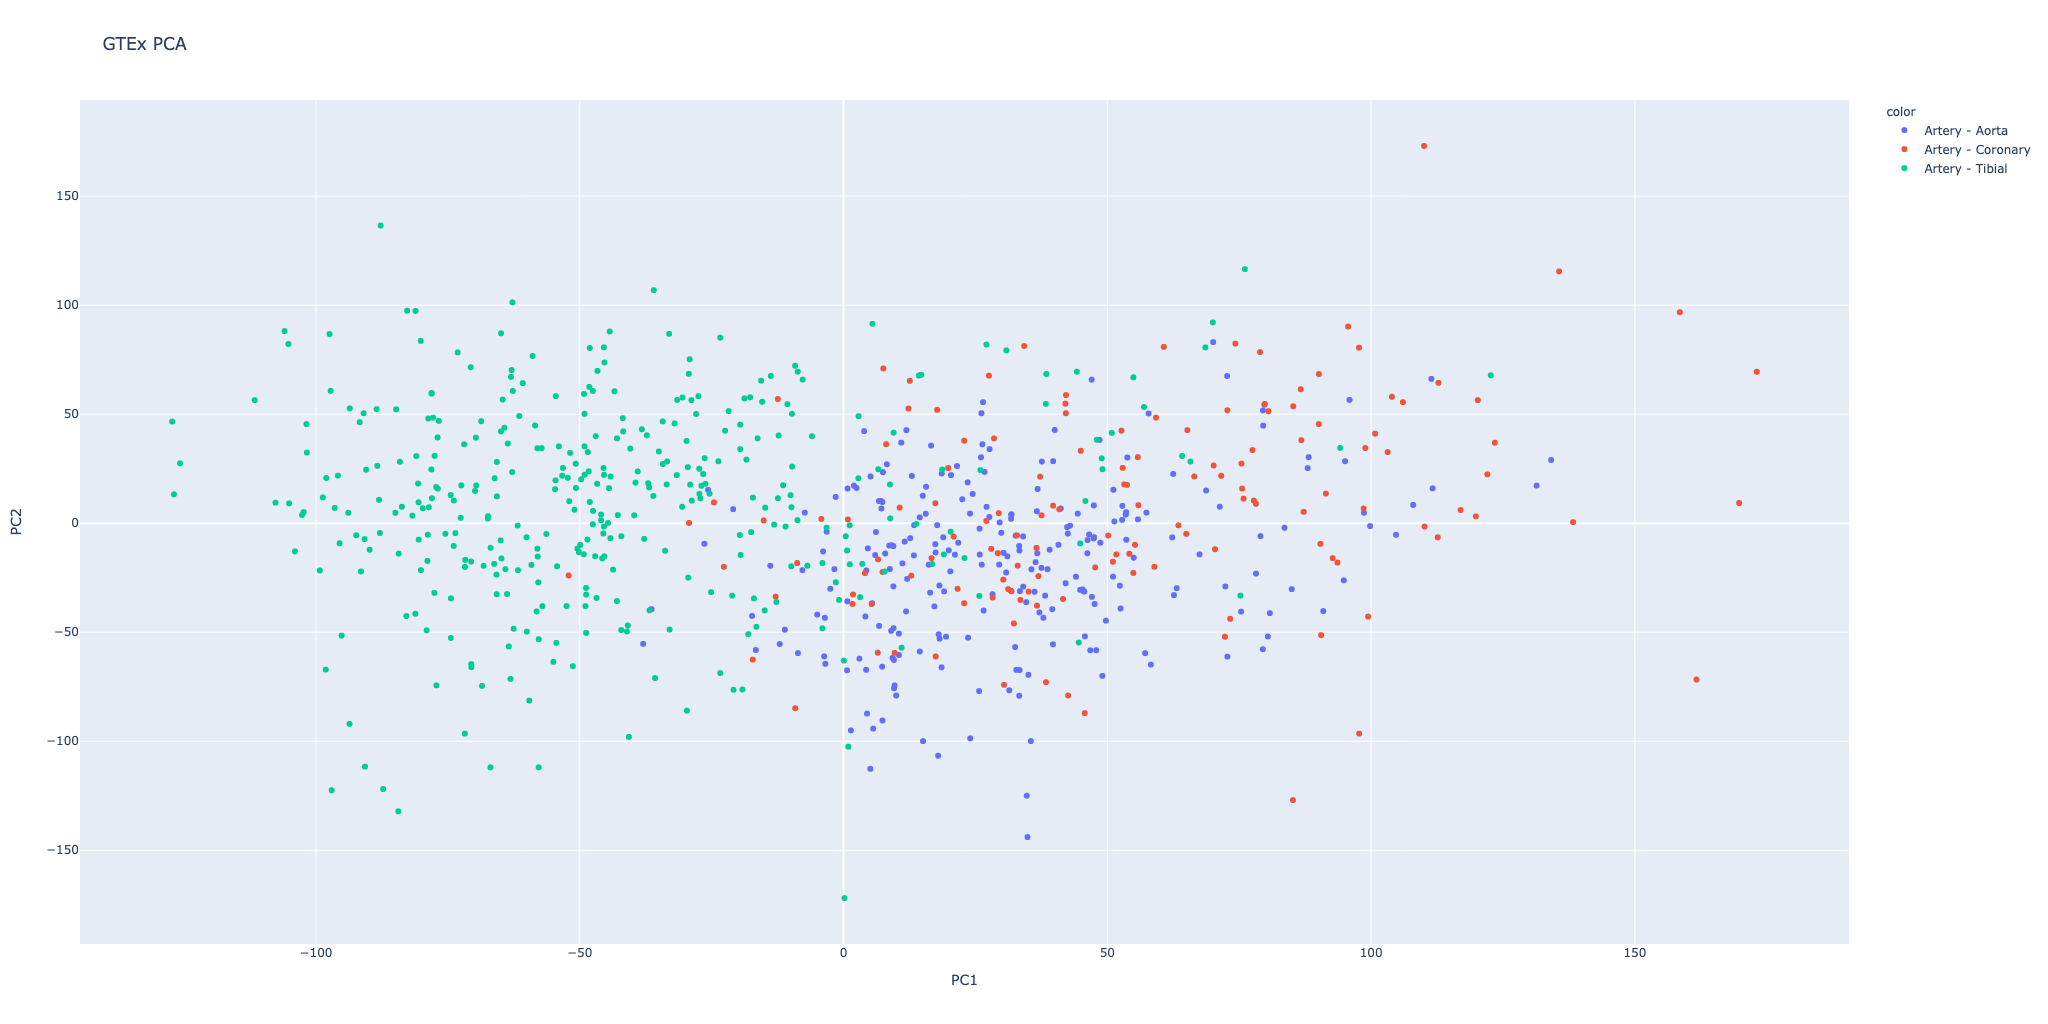 GTEx PCA
color
Artery - Aorta
Artery - Coronary
Artery - Tibial
150
100
50
0
−50
−100
−150
PC2
−100 −50 0 50 100 150
PC1